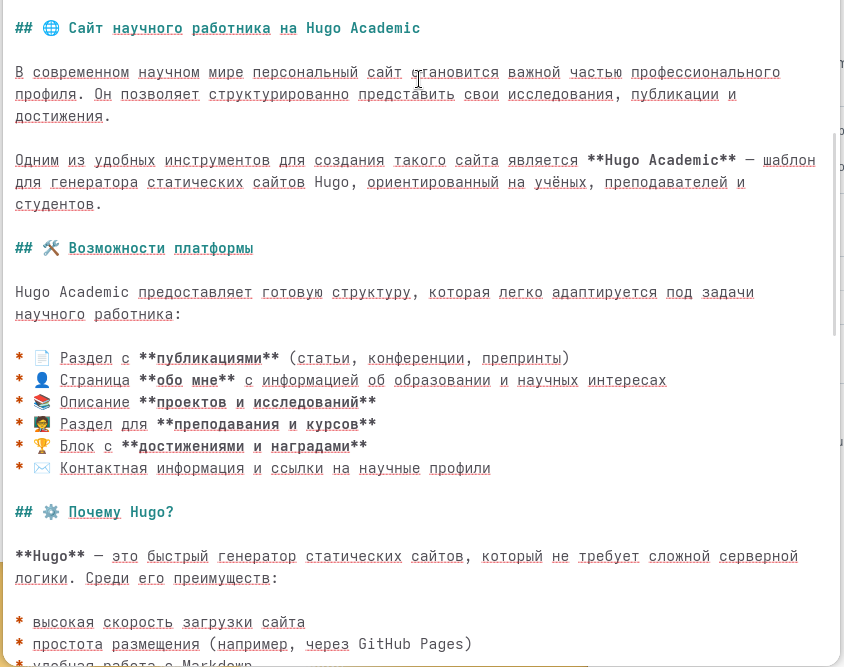 ## 🌐 Сайт научного работника на Hugo Academic
В современном научном мире персональный сайт становится важной частью профессионального
профиля. Он позволяет структурированно представить свои исследования, публикации и
достижения.
Одним из удобных инструментов для создания такого сайта является **Hugo Academic** — шаблон
для генератора статических сайтов Hugo, ориентированный на учёных, преподавателей и
студентов.
## 🛠️ Возможности платформы
Hugo Academic предоставляет готовую структуру, которая легко адаптируется под задачи
научного работника:
* 📄 Раздел с **публикациями** (статьи, конференции, препринты)
* 👤 Страница **обо мне** с информацией об образовании и научных интересах
* 📚 Описание **проектов и исследований**
* 🧑‍🏫 Раздел для **преподавания и курсов**
* 🏆 Блок с **достижениями и наградами**
* ✉️ Контактная информация и ссылки на научные профили
## ⚙️ Почему Hugo?
**Hugo** — это быстрый генератор статических сайтов, который не требует сложной серверной
логики. Среди его преимуществ:
* высокая скорость загрузки сайта
* простота размещения (например, через GitHub Pages)
* удобная работа с Markdown